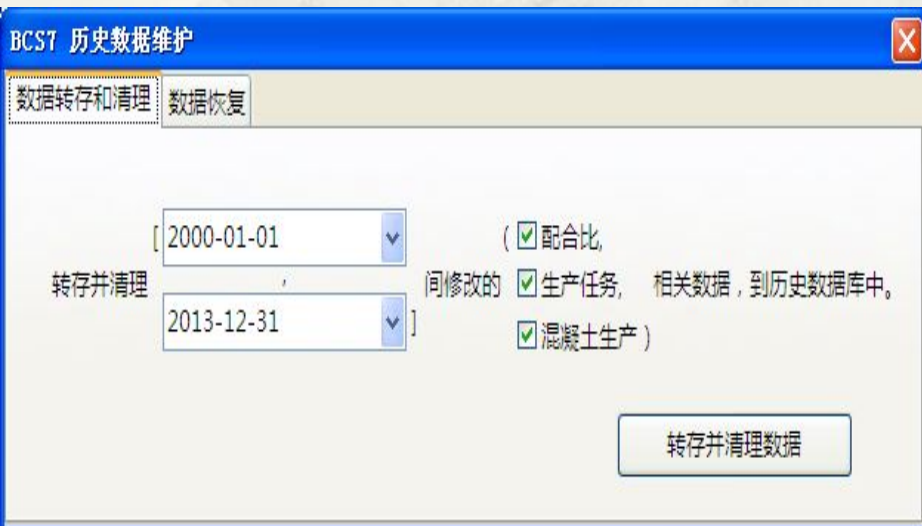 BCS7 历史数据维护
数据转存和清理 数据恢复
[ 2000-01-01 ( 配合比,
转存并清理 , 间修改的 生产任务, 相关数据，到历史数据库中。
2013-12-31 ] 混凝土生产 )
转存并清理数据